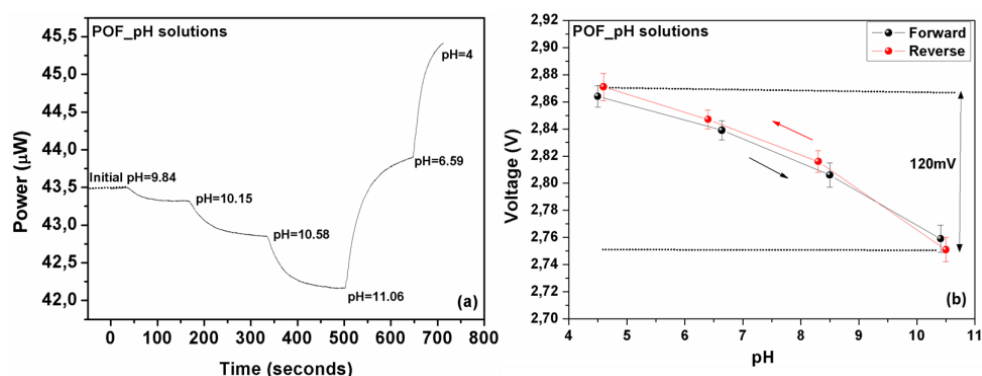 POF_pH solutions
45,5
45,0
44,5
44,0
43,5
43,0
42,5
42,0
Power (µW)
pH=4
pH=6.59
Initial pH=9.84
pH=10.15
pH=10.58
pH=11.06
(a)
0 100 200 300 400 500 600 700 800
Time (seconds)
POF_pH solutions
Forward
Reverse
2,92
2,90
2,88
2,86
2,84
2,82
2,80
2,78
2,76
2,74
2,72
2,70
Voltage (V)
120mV
(b)
4 5 6 7 8 9 10 11
pH